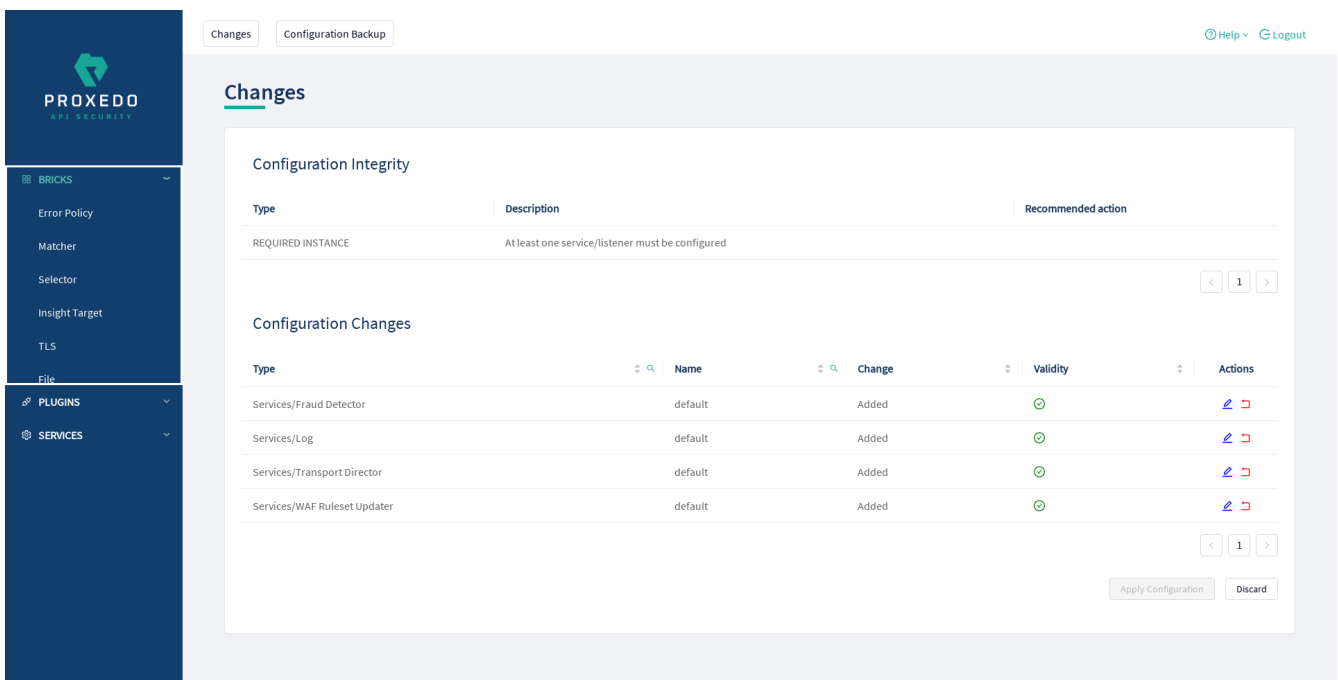 PROXEDO
API SECURITY
BRICKS
Error Policy
Matcher
Selector
Insight Target
TLS
File
PLUGINS
SERVICES
Changes Configuration Backup Help Logout
Changes
Configuration Integrity
Type Description Recommended action
REQUIRED INSTANCE At least one service/listener must be configured
< 1 >
Configuration Changes
Type Name Change Validity Actions
Services/Fraud Detector default Added
Services/Log default Added
Services/Transport Director default Added
Services/WAF Ruleset Updater default Added
< 1 >
Apply Configuration Discard